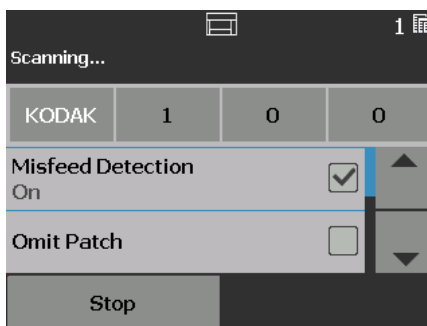 1
Scanning...
KODAK 1 0 0
Misfeed Detection
On
Omit Patch
Stop